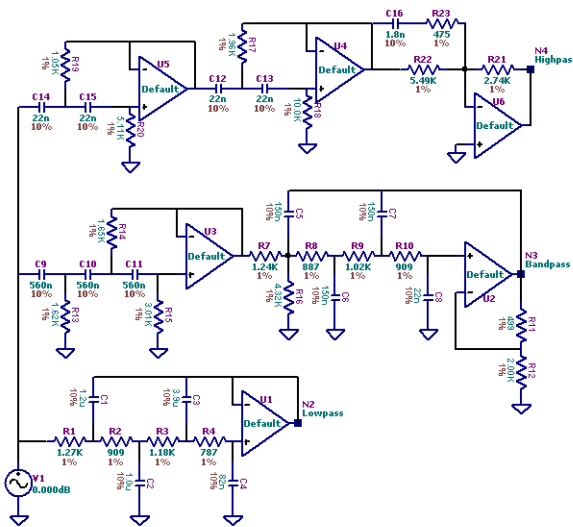 C16
1.8n
10%
R23
475
1%
R19
1.05K
1%
U5
Default
R17
1.96K
1%
U4
Default
R22
5.49K
1%
R21
2.74K
1%
N4
Highpas
C14
22n
10%
C15
22n
10%
R20
5.11K
1%
C12
22n
10%
C13
22n
10%
R18
10.0K
1%
U6
Default
R14
1.65K
1%
U3
Default
C5
150n
10%
C7
150n
10%
C9
560n
10%
C10
560n
10%
C11
560n
10%
R13
1.62K
1%
R15
3.01K
1%
R7
1.24K
1%
R8
887
1%
R9
1.02K
1%
R10
909
1%
R16
4.32K
1%
C6
150n
10%
C8
22n
10%
Default
U2
N3
Bandpass
R11
499
1%
R12
2.00K
1%
C1
1.2u
10%
C3
3.9u
10%
U1
Default
N2
Lowpass
R1
1.27K
1%
R2
909
1%
R3
1.18K
1%
R4
787
1%
C2
1.0u
10%
C4
82n
10%
V1
0.000dB